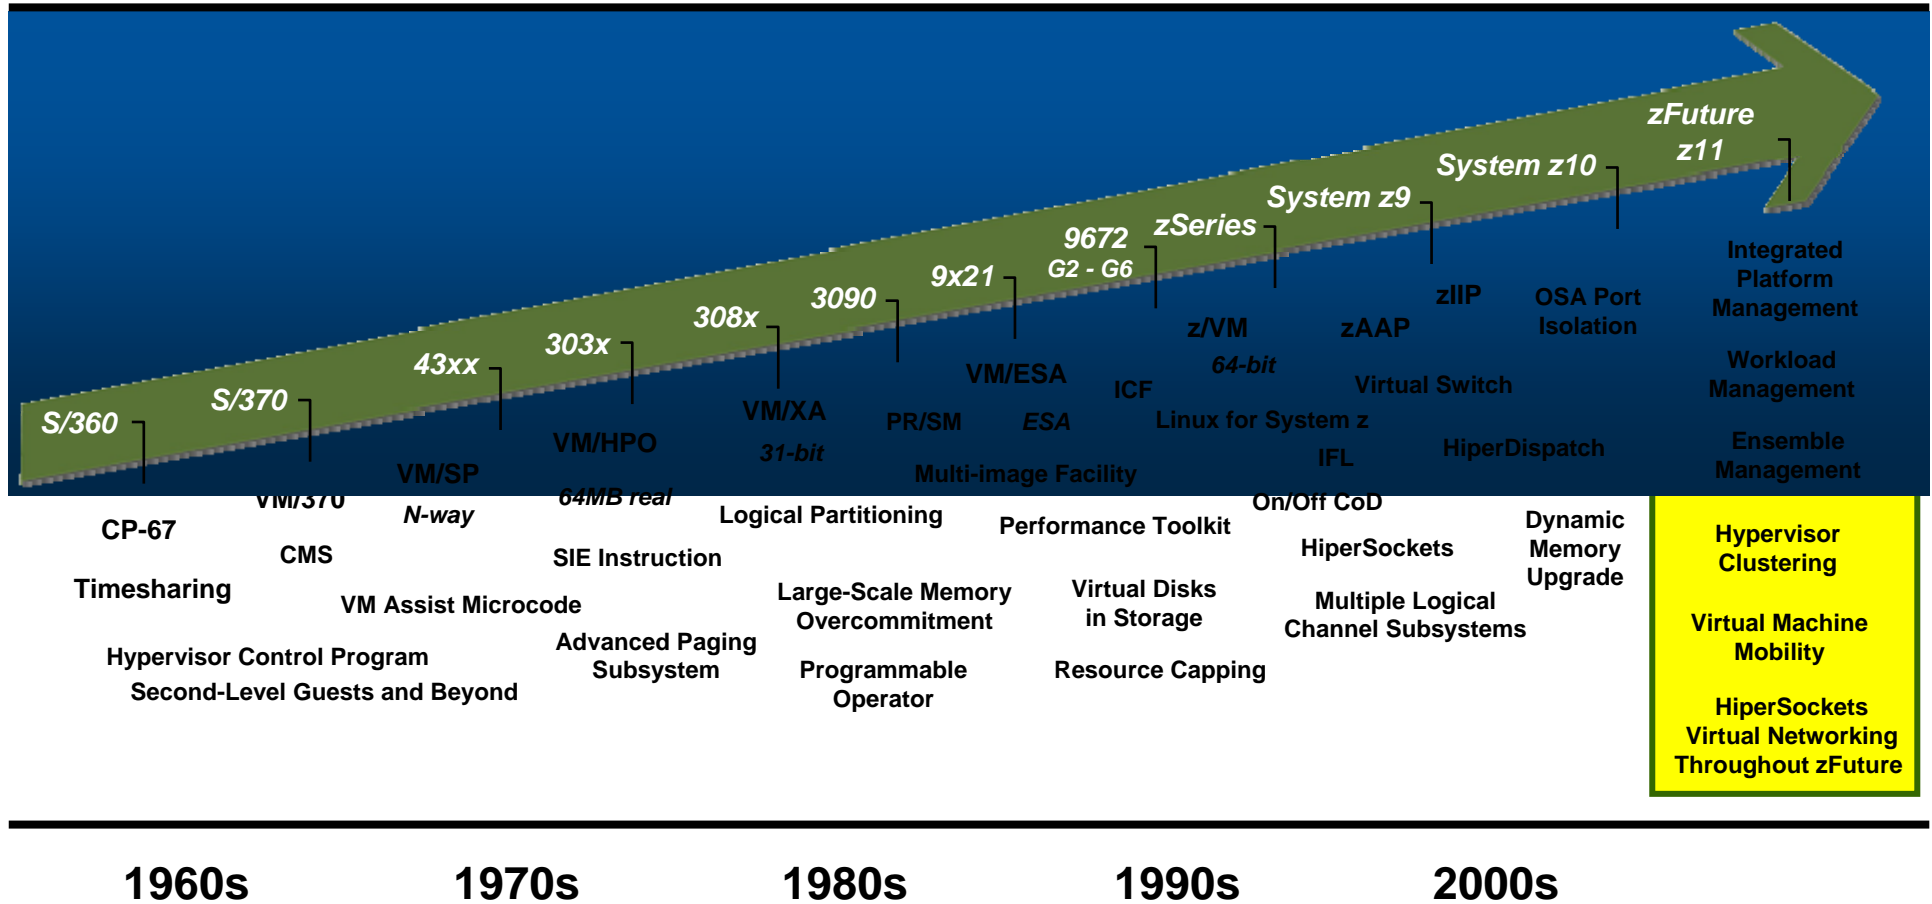 zFuture
z11
System z10
System z9
zSeries
9672
G2 - G6
9x21
3090
308x
303x
43xx
S/370
S/360
Integrated
Platform
Management
Workload
Management
Ensemble
Management
Hypervisor
Clustering
Virtual Machine
Mobility
HiperSockets
Virtual Networking
Throughout zFuture
OSA Port
Isolation
zIIP
zAAP
z/VM
64-bit
Virtual Switch
Linux for System z
HiperDispatch
IFL
ICF
VM/ESA
ESA
PR/SM
Multi-image Facility
VM/XA
31-bit
VM/HPO
64MB real
VM/SP
N-way
VM/370
CP-67
CMS
Timesharing
Logical Partitioning
Performance Toolkit
On/Off CoD
HiperSockets
Dynamic
Memory
Upgrade
SIE Instruction
VM Assist Microcode
Large-Scale Memory
Overcommitment
Virtual Disks
in Storage
Multiple Logical
Channel Subsystems
Advanced Paging
Subsystem
Hypervisor Control Program
Second-Level Guests and Beyond
Programmable
Operator
Resource Capping
1960s
1970s
1980s
1990s
2000s